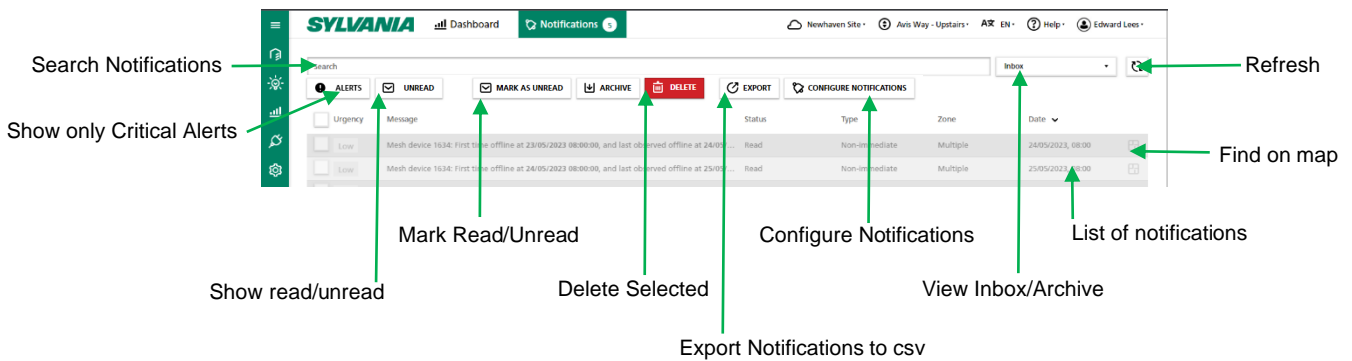 SYLVANIA Dashboard Notifications 5 Newhaven Site Avis Way - Upstairs EN Help Edward Lees
Search Notifications Search Inbox Refresh
ALERTS UNREAD MARK AS UNREAD ARCHIVE DELETE EXPORT CONFIGURE NOTIFICATIONS
Show only Critical Alerts Urgency Message Status Type Zone Date
Low Mesh device 1634: First time offline at 23/05/2023 08:00:00, and last observed offline at 24/05/... Read Non-immediate Multiple 24/05/2023, 08:00
Find on map
Low Mesh device 1634: First time offline at 24/05/2023 08:00:00, and last observed offline at 25/05/... Read Non-immediate Multiple 25/05/2023, 08:00
Mark Read/Unread Configure Notifications List of notifications
Show read/unread Delete Selected View Inbox/Archive
Export Notifications to csv